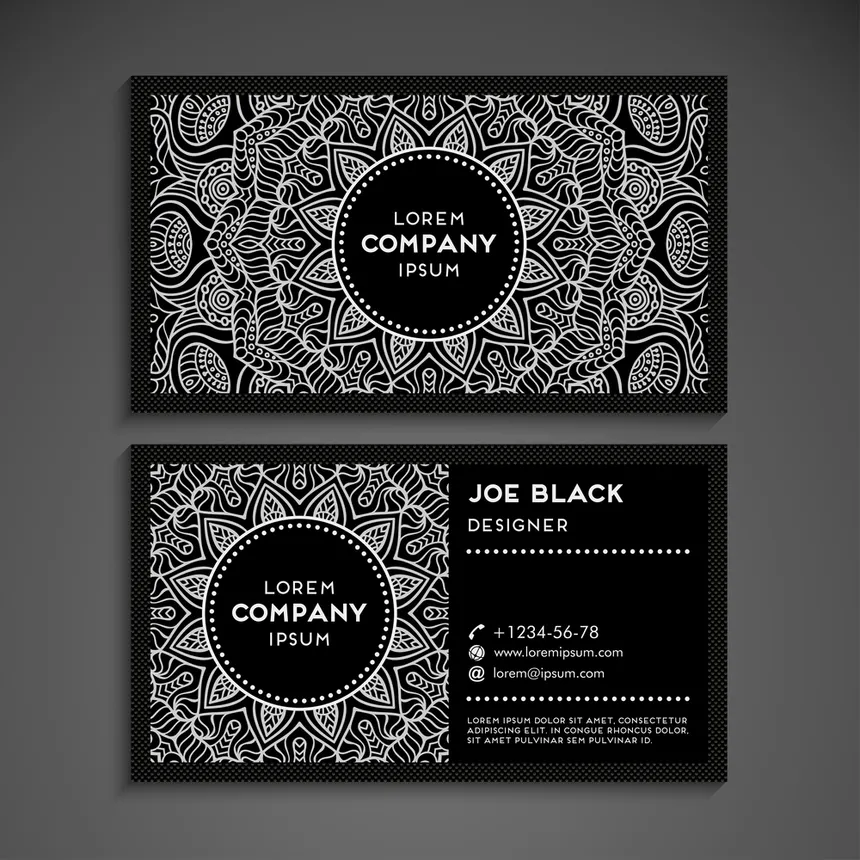 LOREM
COMPANY
IPSUM
LOREM
COMPANY
IPSUM
JOE BLACK
DESIGNER
+1234-56-78
www.loremipsum.com
lorem@ipsum.com
LOREM IPSUM DOLOR SIT AMET, CONSECTETUR
ADIPISCING ELIT. IN CONGUE RHONCUS DOLOR,
SIT AMET PULVINAR SEM PULVINAR ID.